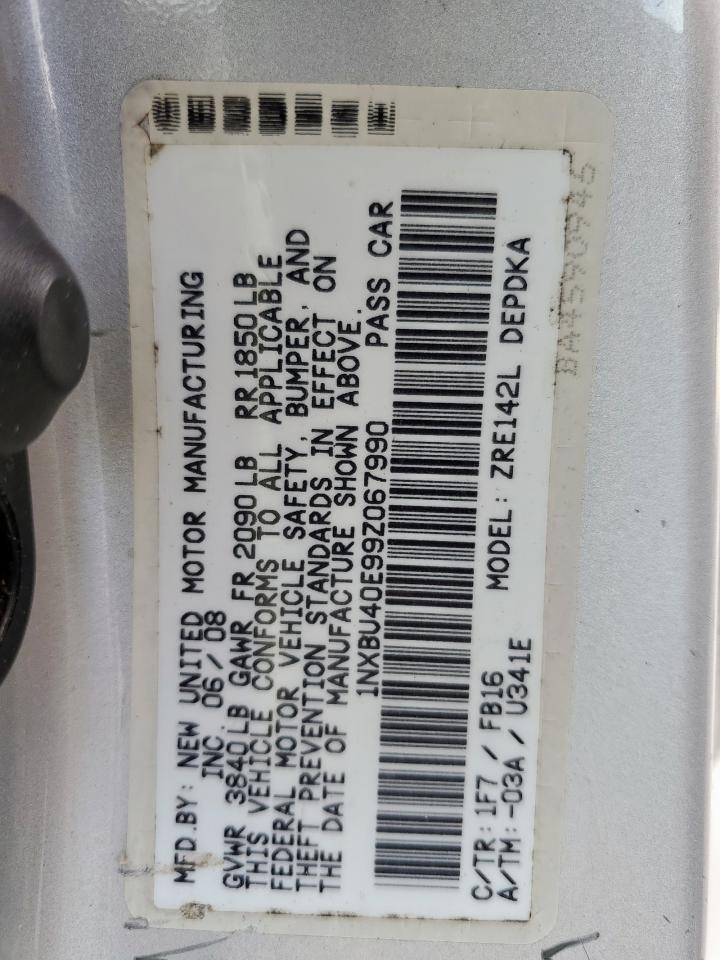 MFD.BY: NEW UNITED MOTOR MANUFACTURING
INC. 06/08
GVWR 3840LB GAWR FR 2090LB RR 1850LB
THIS VEHICLE CONFORMS TO ALL APPLICABLE
FEDERAL MOTOR VEHICLE SAFETY, BUMPER, AND
THEFT PREVENTION STANDARDS IN EFFECT ON
THE DATE OF MANUFACTURE SHOWN ABOVE.
1NXBU40E99Z067990 PASS CAR
C/TR: 1F7 / FB16 MODEL: ZRE142L DEPDKA
A/TM: -03A / U341E